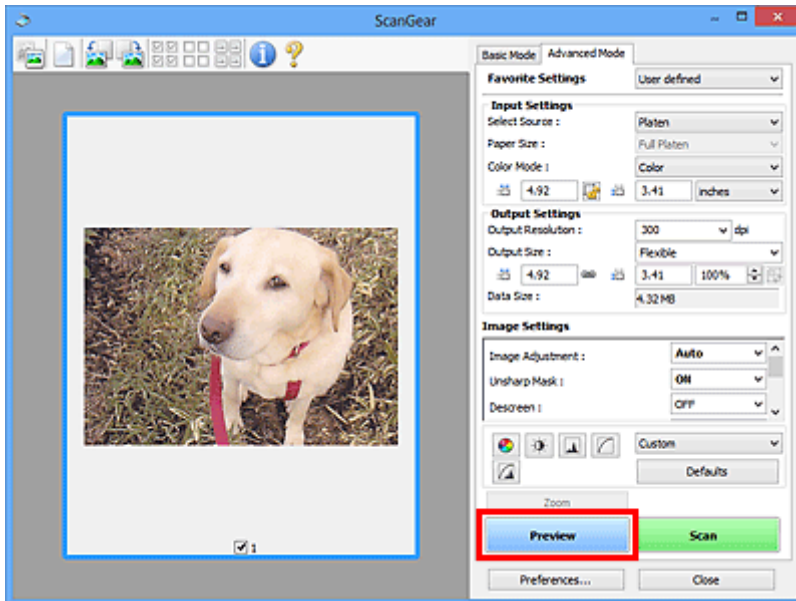 ScanGear
Basic Mode Advanced Mode
Favorite Settings User defined
Input Settings
Select Source : Platen
Paper Size : Full Platen
Color Mode : Color
4.92 3.41 inches
Output Settings
Output Resolution : 300 dpi
Output Size : Flexible
4.92 3.41 100%
Data Size : 4.32 MB
Image Settings
Image Adjustment : Auto
Unsharp Mask : ON
Descreen : OFF
Custom
Defaults
Zoom
Preview Scan
1
Preferences... Close